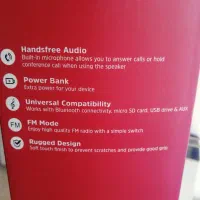 Handsfree Audio
Built-in microphone allows you to answer calls or hold
conference call when using the speaker
Power Bank
Extra power for your device
Universal Compatibility
Works with Bluetooth connectivity, micro SD card, USB drive & AUX
FM
FM Mode
Enjoy high quality FM radio with a simple switch
Rugged Design
Soft touch finish to prevent scratches and provide good grip